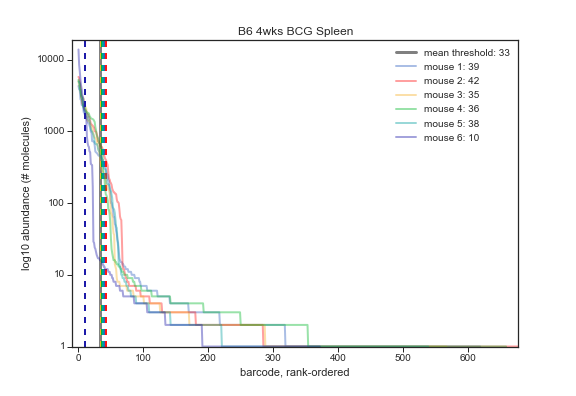 B6 4wks BCG Spleen
10000
1000
100
10
1
log10 abundance (# molecules)
mean threshold: 33
mouse 1: 39
mouse 2: 42
mouse 3: 35
mouse 4: 36
mouse 5: 38
mouse 6: 10
0 100 200 300 400 500 600
barcode, rank-ordered